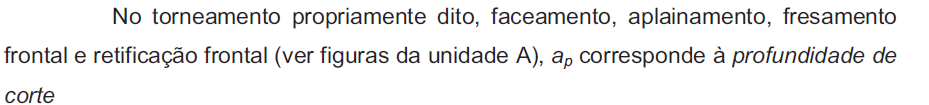 No torneamento propriamente dito, faceamento, aplainamento, fresamento
frontal e retificação frontal (ver figuras da unidade A), ap corresponde à profundidade de
corte